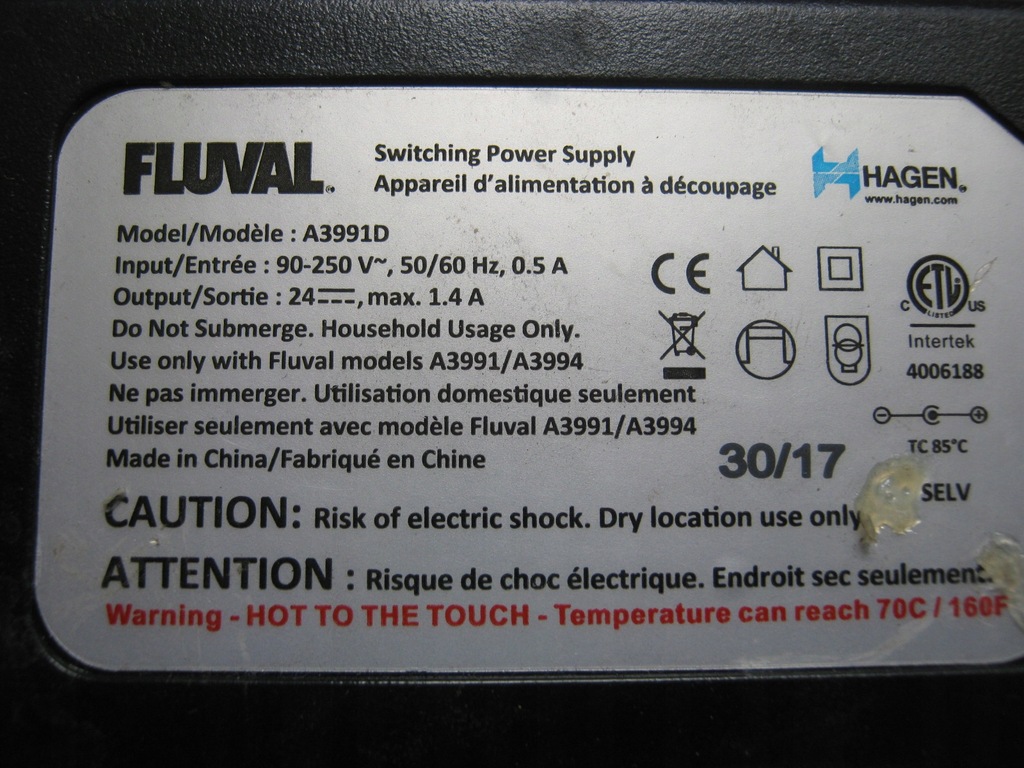 FLUVAL®
Switching Power Supply
Appareil d'alimentation à découpage
HAGEN®
www.hagen.com
Model/Modèle : A3991D
Input/Entrée : 90-250 V~, 50/60 Hz, 0.5 A
Output/Sortie : 24⎓, max. 1.4 A
Do Not Submerge. Household Usage Only.
Use only with Fluval models A3991/A3994
Ne pas immerger. Utilisation domestique seulement
Utiliser seulement avec modèle Fluval A3991/A3994
Made in China/Fabriqué en Chine
CE
C ETL US
LISTED
Intertek
4006188
TC 85°C
30/17
SELV
CAUTION: Risk of electric shock. Dry location use only
ATTENTION : Risque de choc électrique. Endroit sec seulement.
Warning - HOT TO THE TOUCH - Temperature can reach 70C / 160F